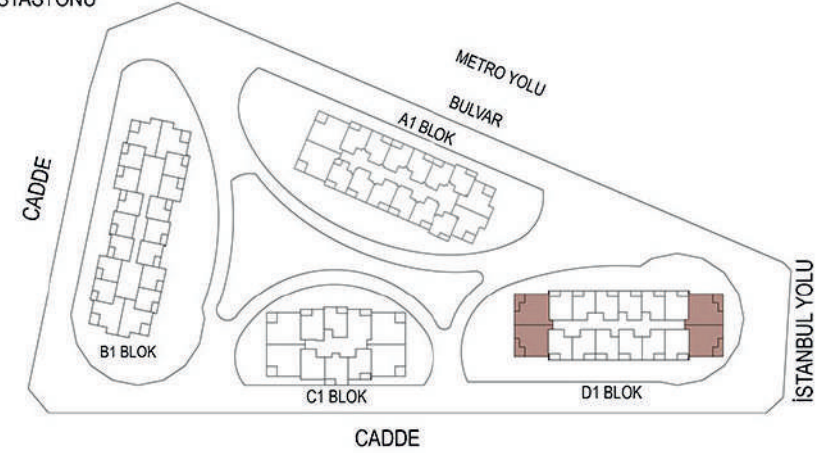 METRO YOLU
BULVAR
A1 BLOK
CADDE
İSTANBUL YOLU
B1 BLOK
C1 BLOK
D1 BLOK
CADDE